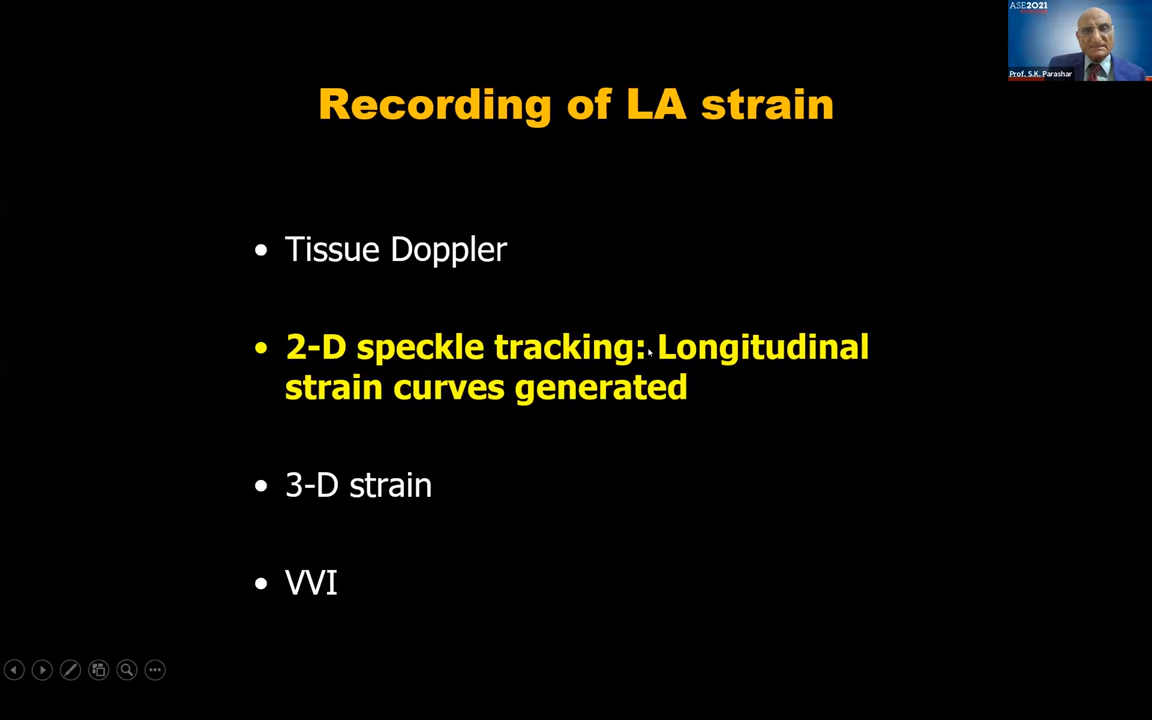 ASE2021
Prof. S.K. Parashar
Recording of LA strain
• Tissue Doppler
• 2-D speckle tracking: Longitudinal
strain curves generated
• 3-D strain
• VVI